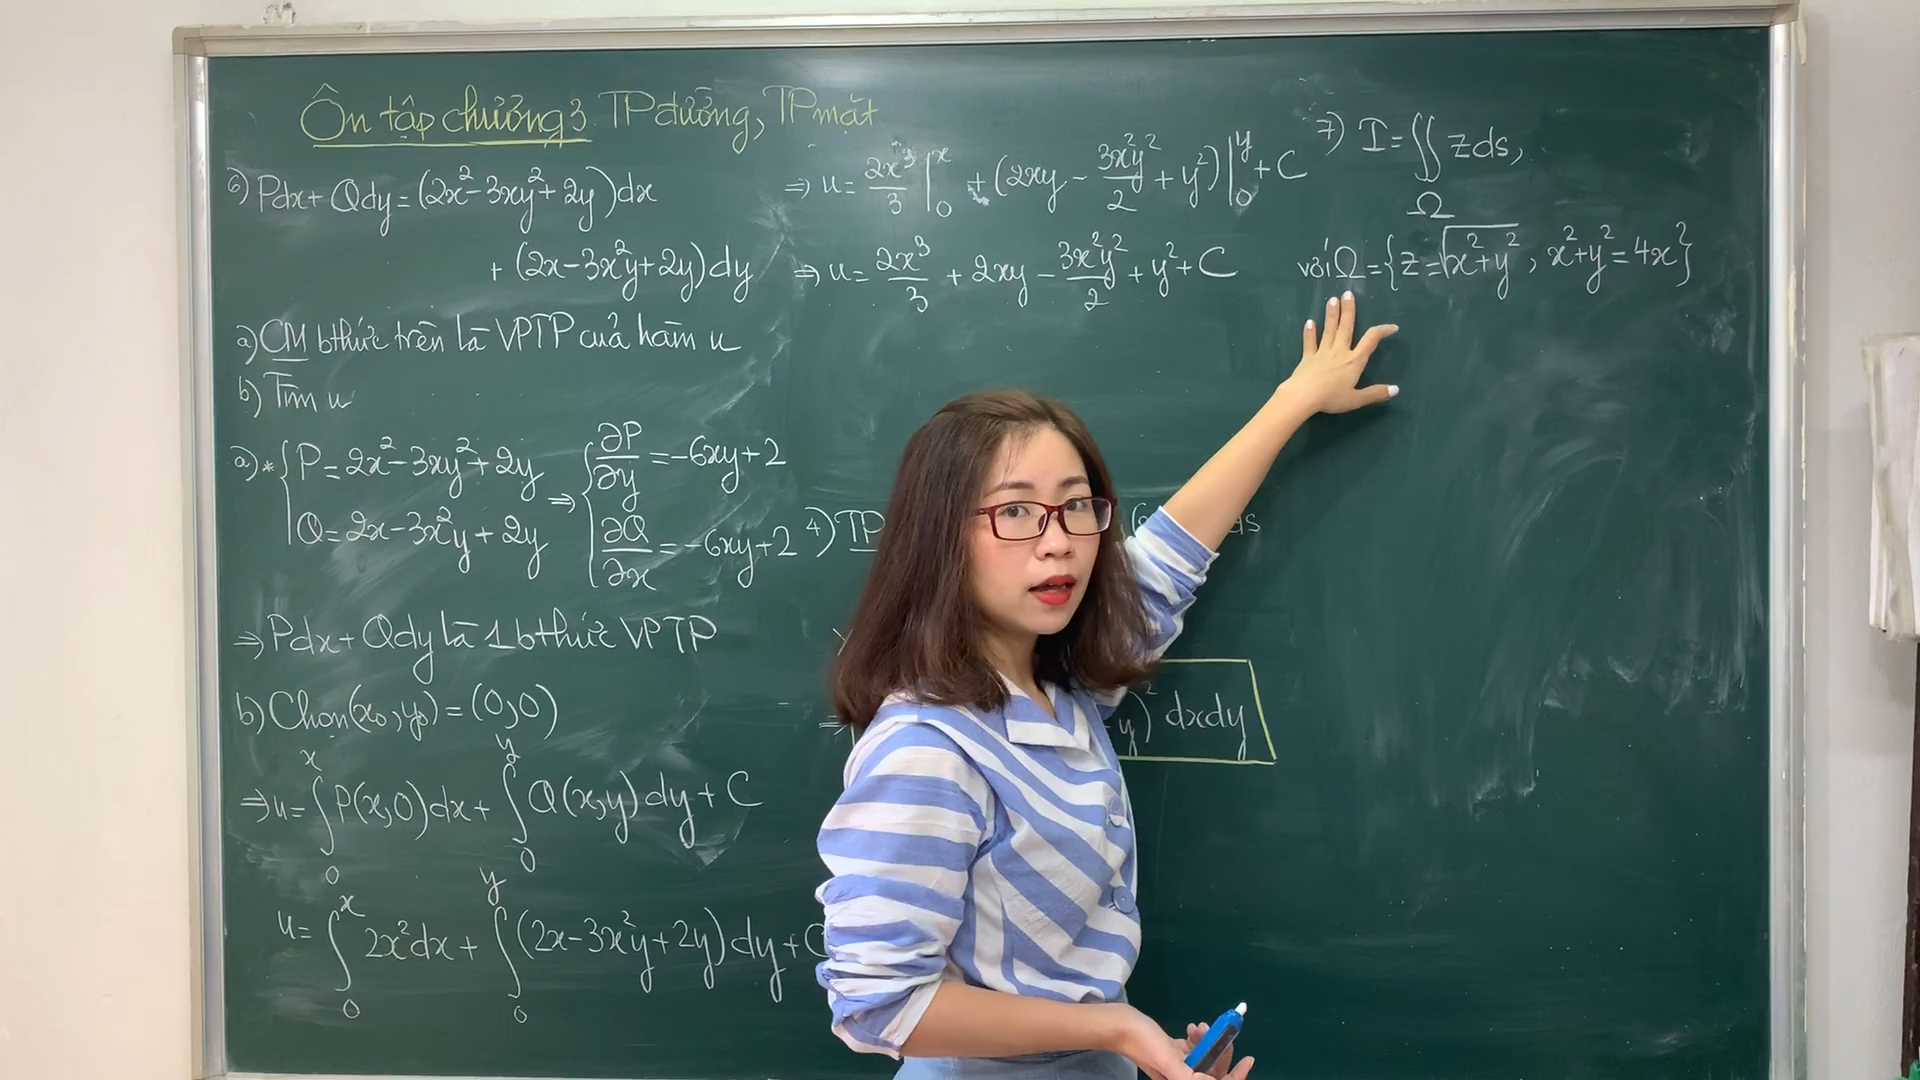 Ôn tập chương 3 TP đường, TP mặt
6) Pdx + Qdy = (2x² - 3xy² + 2y)dx
+ (2x - 3x²y + 2y)dy
a) CM bthức trên là VPTP của hàm u
b) Tìm u
a) * { P = 2x² - 3xy² + 2y
Q = 2x - 3x²y + 2y
⇒ { ∂P/∂y = -6xy + 2
∂Q/∂x = -6xy + 2
⇒ Pdx + Qdy là 1 bthức VPTP
b) Chọn (x₀, y₀) = (0, 0)
⇒ u = ∫₀ˣ P(x, 0)dx + ∫₀ʸ Q(x, y)dy + C
u = ∫₀ˣ 2x²dx + ∫₀ʸ (2x - 3x²y + 2y)dy + C
⇒ u = 2x³/3 |₀ˣ + (2xy - 3x²y²/2 + y²)|₀ʸ + C
⇒ u = 2x³/3 + 2xy - 3x²y²/2 + y² + C
4) TP
ds
y)² dxdy
7) I = ∬_Ω z ds,
với Ω = {z = √(x² + y²), x² + y² = 4x}